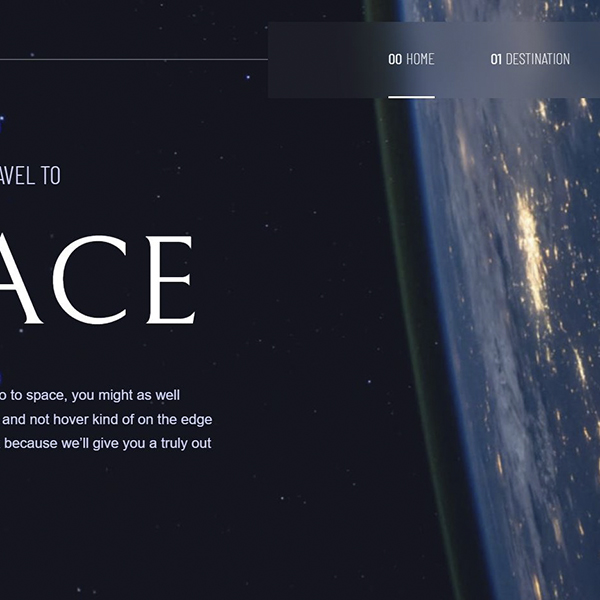 00 HOME 01 DESTINATION
AVEL TO
ACE
o to space, you might as well
and not hover kind of on the edge
because we’ll give you a truly out